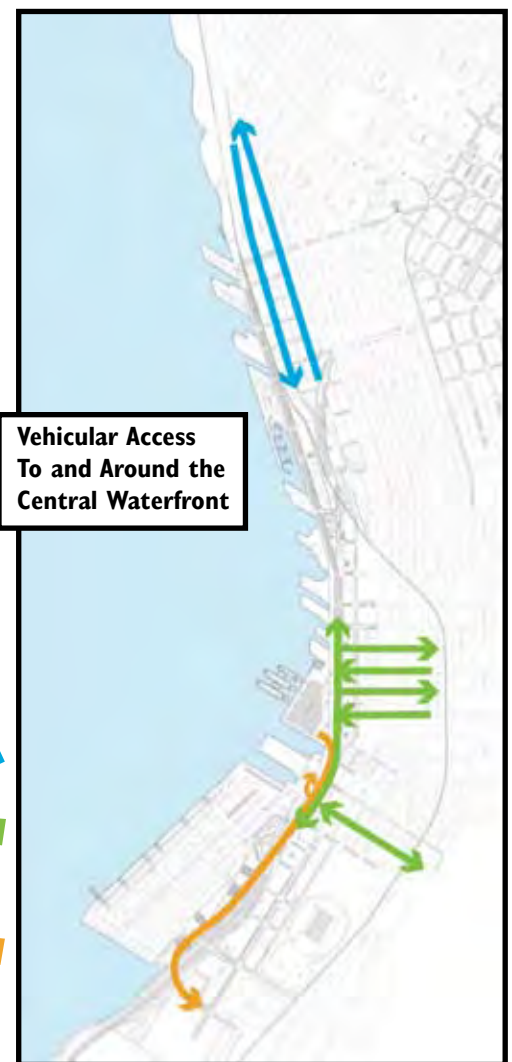 Vehicular Access
To and Around the
Central Waterfront